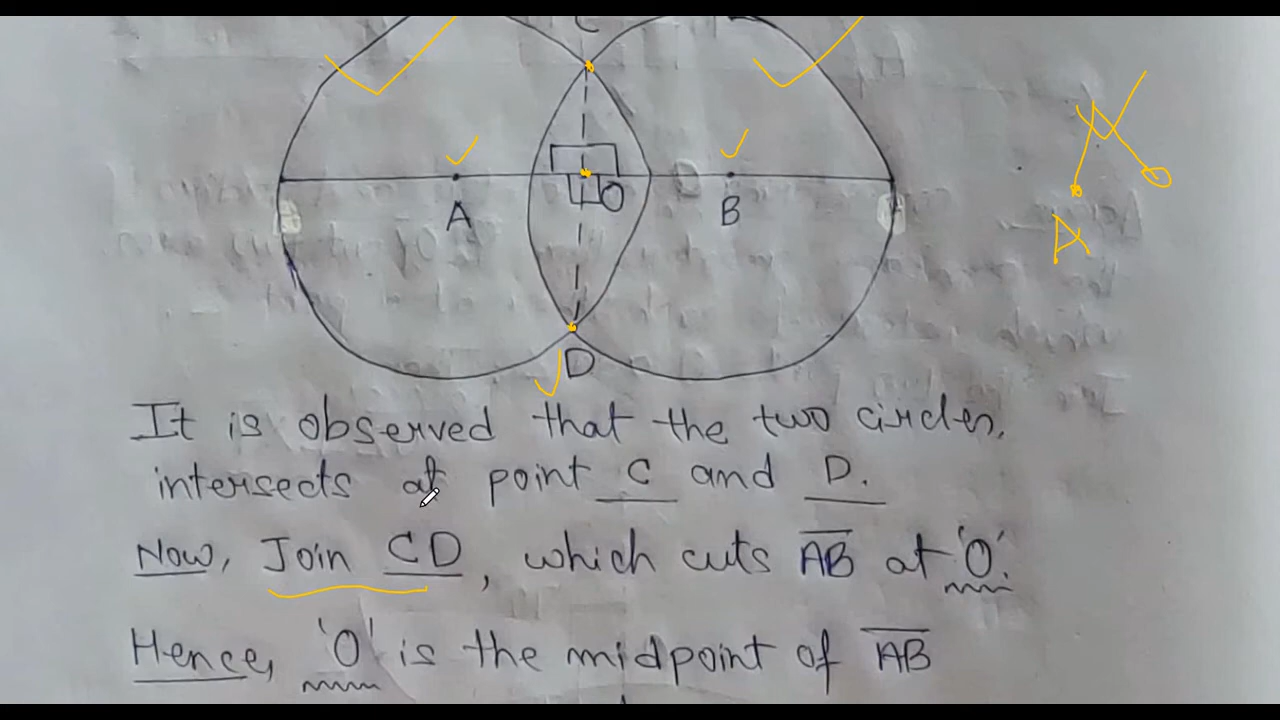 C
O
A
B
D
A
It is observed that the two circles,
intersects at point C and D.
Now, Join CD, which cuts AB at 'O'.
Hence, 'O' is the midpoint of AB